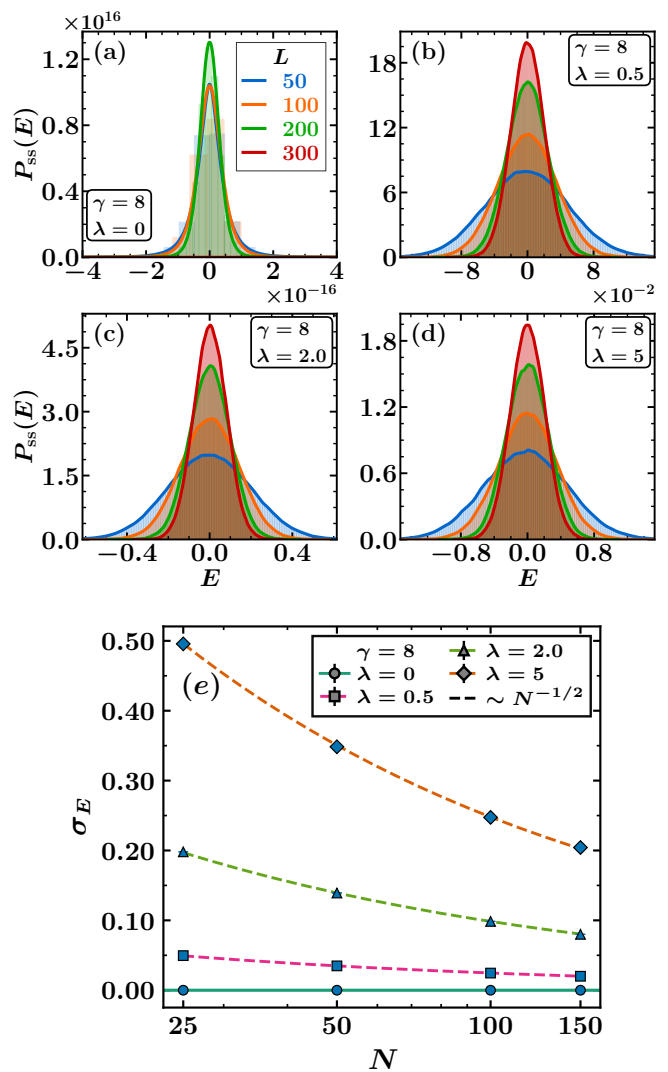 ×10^16
(a)
L
50
100
200
300
γ = 8
λ = 0
P_ss(E)
1.2
0.8
0.4
0.0
−4 −2 0 2 4
×10^−16
(b)
γ = 8
λ = 0.5
18
12
6
0
−8 0 8
×10^−2
(c)
γ = 8
λ = 2.0
P_ss(E)
4.5
3.0
1.5
0.0
−0.4 0.0 0.4
E
(d)
γ = 8
λ = 5
1.8
1.2
0.6
0.0
−0.8 0.0 0.8
E
(e)
γ = 8
λ = 0
λ = 0.5
λ = 2.0
λ = 5
∼ N^−1/2
σ_E
0.50
0.40
0.30
0.20
0.10
0.00
25 50 100 150
N